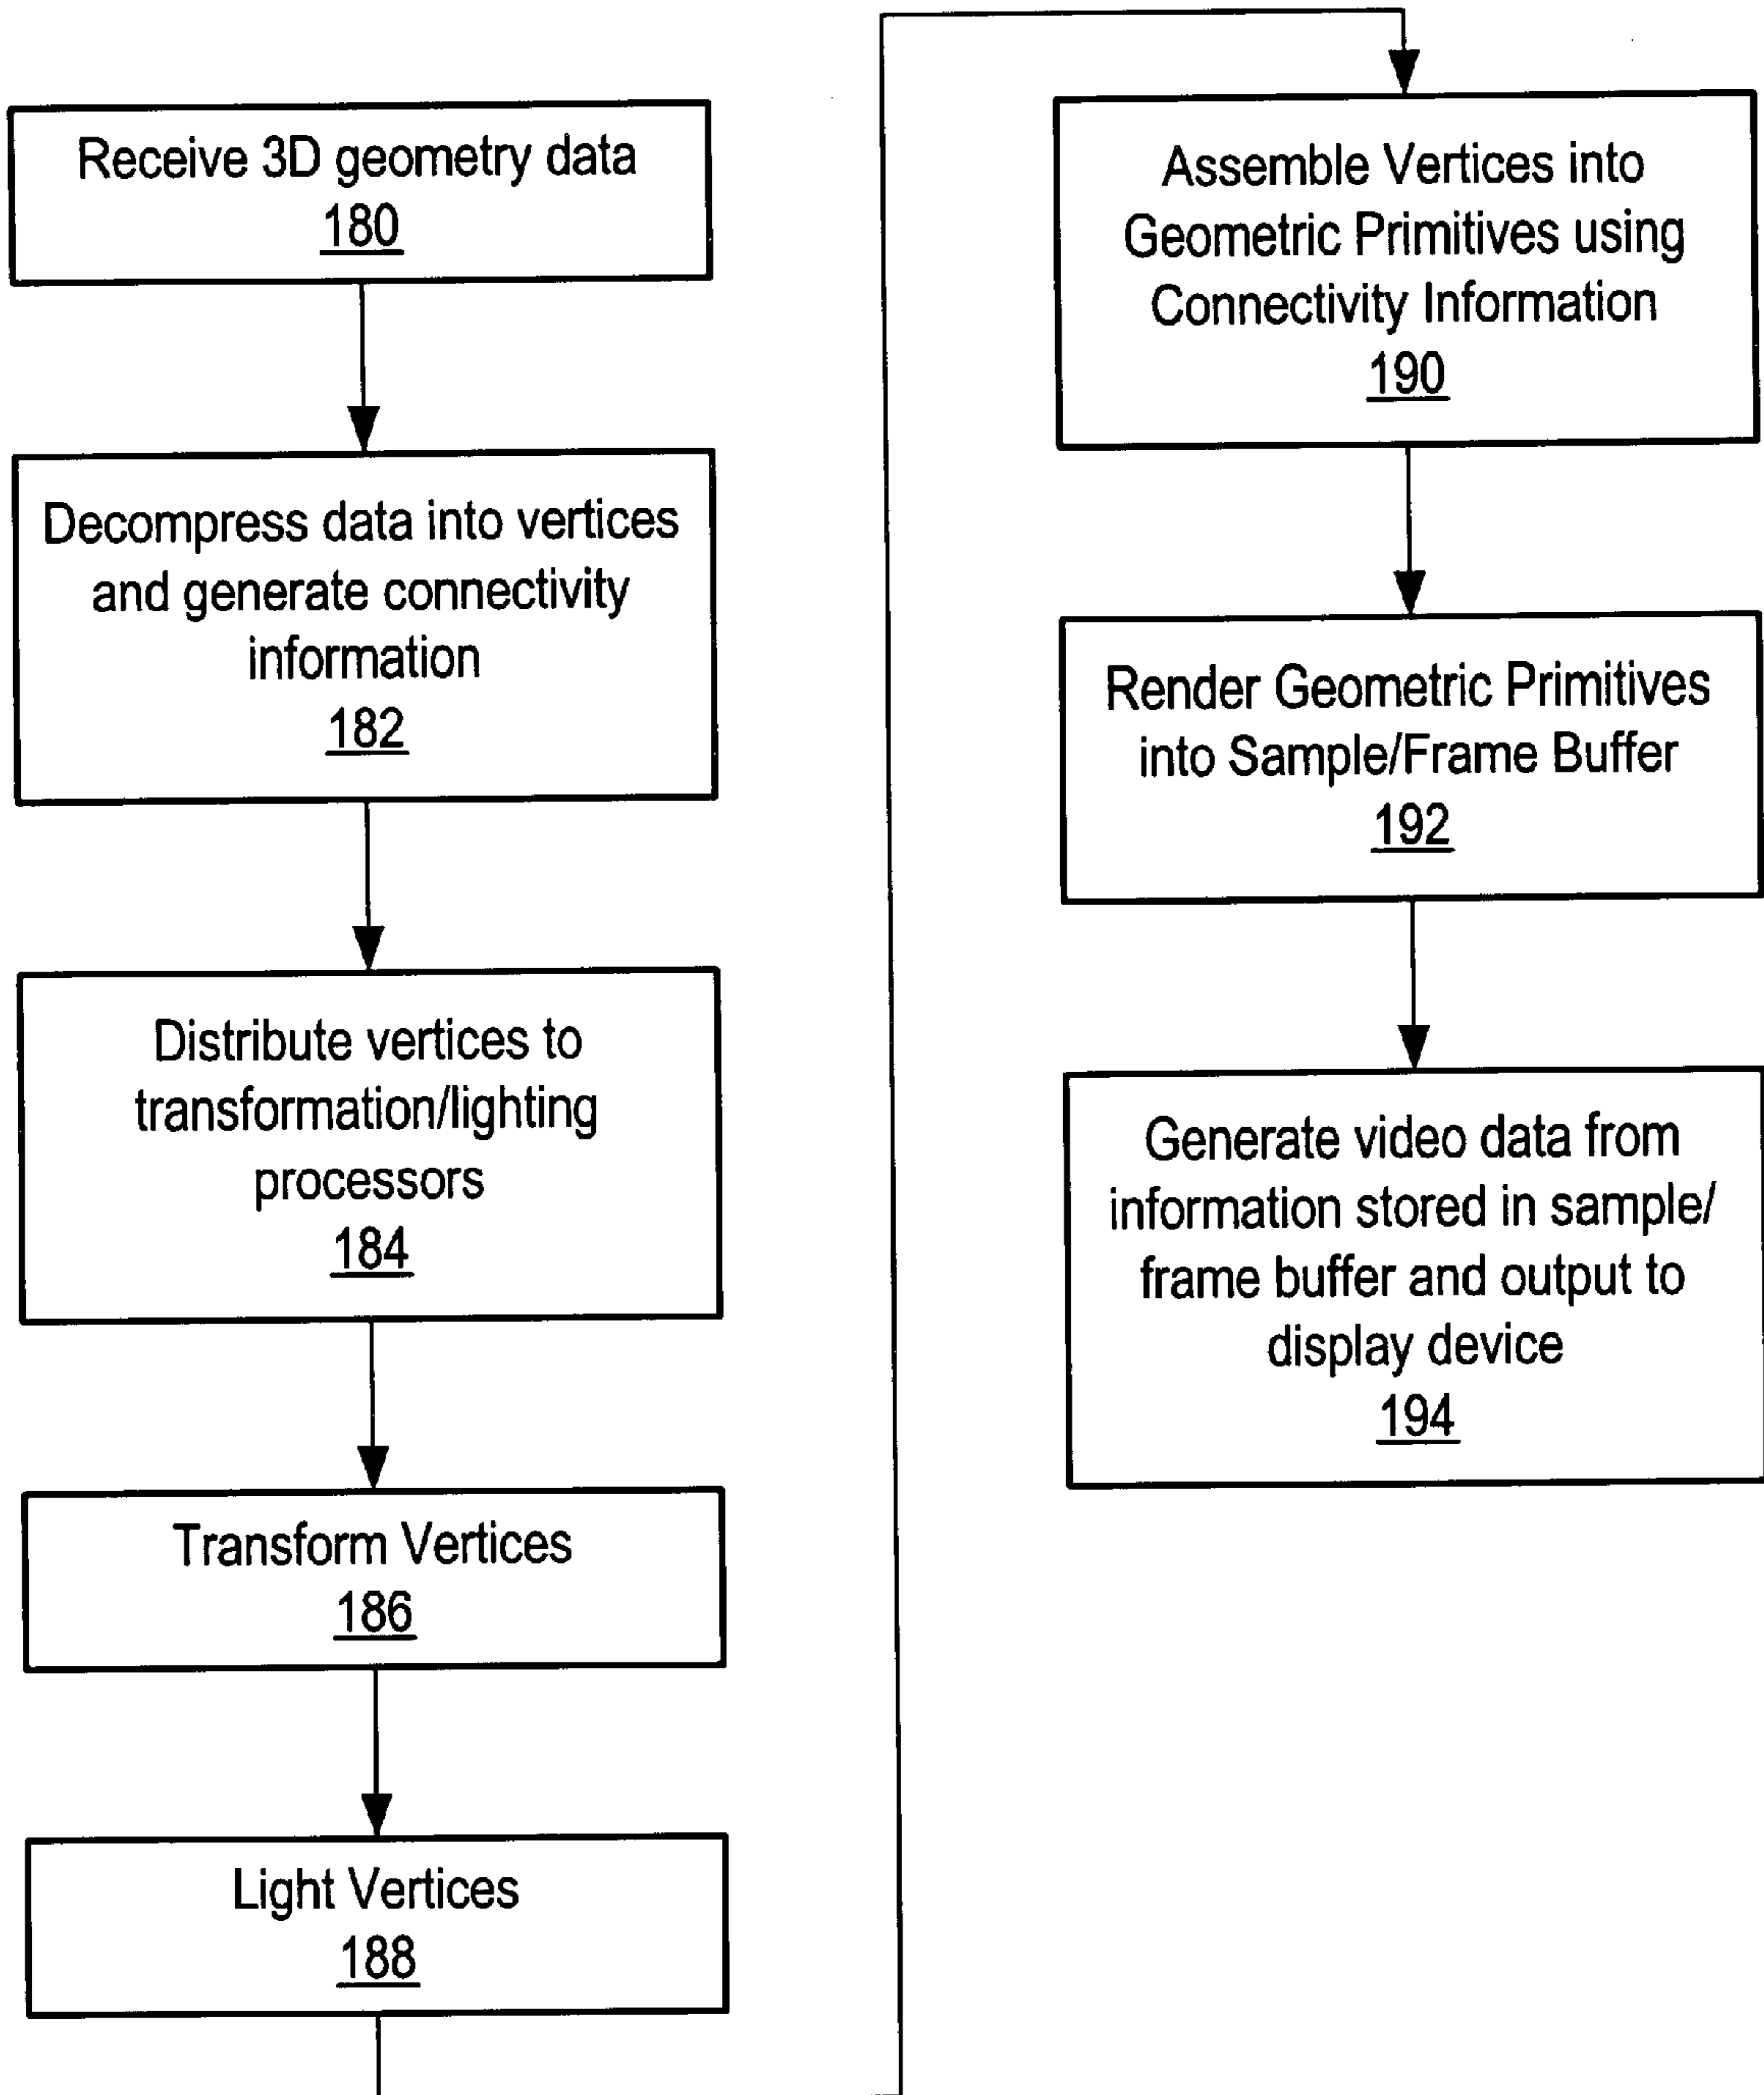 Receive 3D geometry data
180
Decompress data into vertices
and generate connectivity
information
182
Distribute vertices to
transformation/lighting
processors
184
Transform Vertices
186
Light Vertices
188
Assemble Vertices into
Geometric Primitives using
Connectivity Information
190
Render Geometric Primitives
into Sample/Frame Buffer
192
Generate video data from
information stored in sample/
frame buffer and output to
display device
194